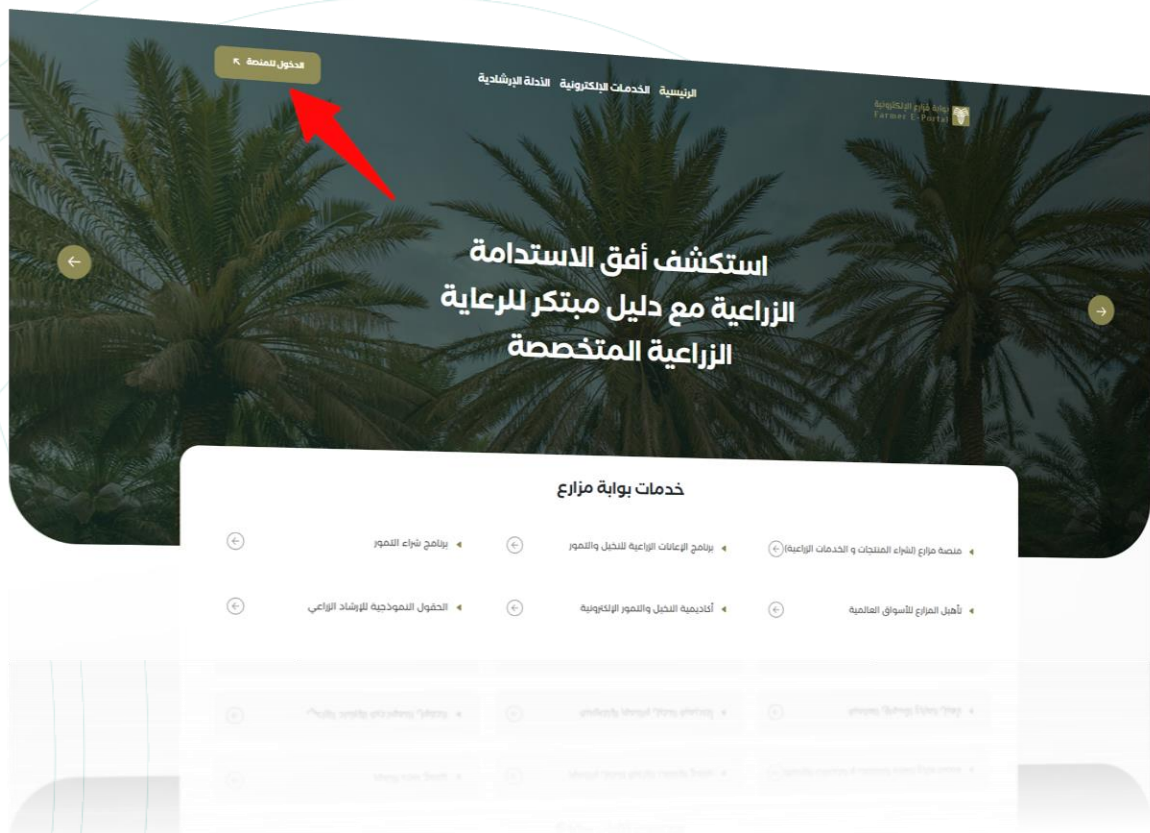 بوابة مزارع الإلكترونية
Farmer E-Portal
الرئيسية الخدمات الإلكترونية الأدلة الإرشادية
الدخول للمنصة
استكشف أفق الاستدامة
الزراعية مع دليل مبتكر للرعاية
الزراعية المتخصصة
خدمات بوابة مزارع
منصة مزارع (لشراء المنتجات و الخدمات الزراعية)
برنامج الإعانات الزراعية للنخيل والتمور
برنامج شراء التمور
تأهيل المزارع للأسواق العالمية
أكاديمية النخيل والتمور الإلكترونية
الحقول النموذجية للإرشاد الزراعي